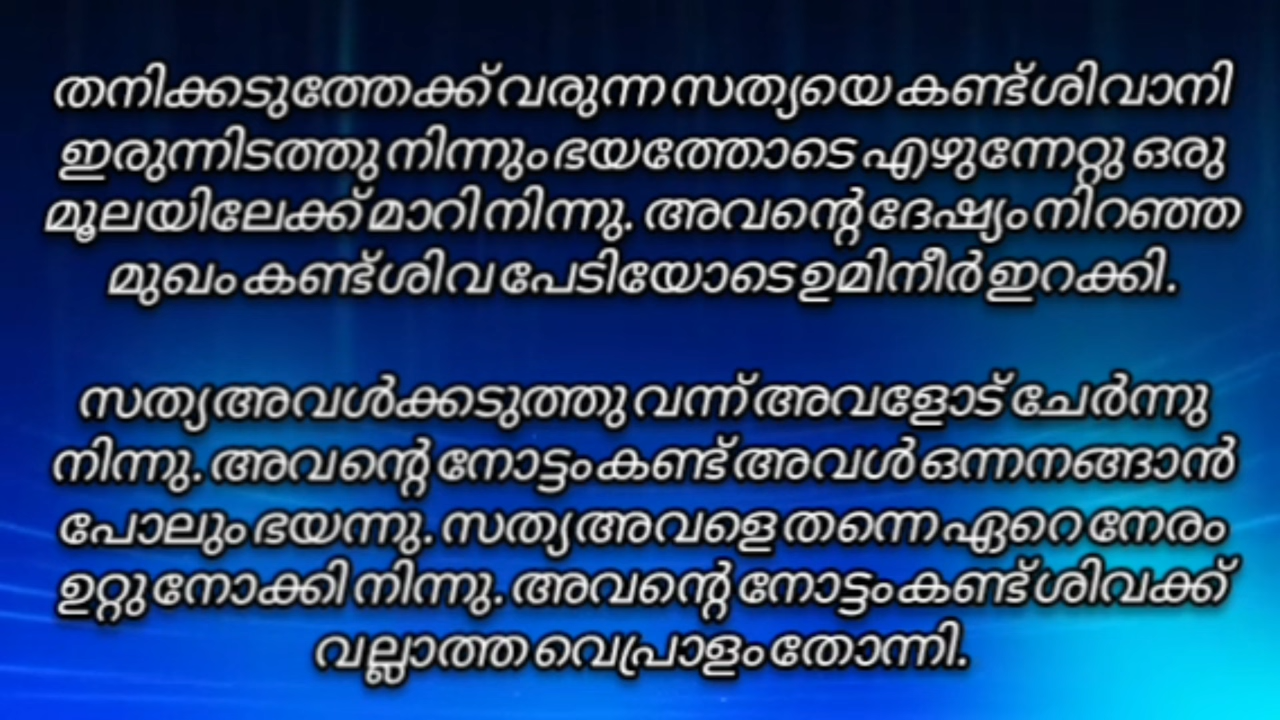 തനിക്കടുത്തേക്ക് വരുന്ന സത്യയെ കണ്ട് ശിവാനി
ഇരുന്നിടത്തു നിന്നും ഭയത്തോടെ എഴുന്നേറ്റു ഒരു
മൂലയിലേക്ക് മാറി നിന്നു. അവന്റെ ദേഷ്യം നിറഞ്ഞ
മുഖം കണ്ട് ശിവ പേടിയോടെ ഉമിനീർ ഇറക്കി.
സത്യ അവൾക്കടുത്തു വന്ന് അവളോട് ചേർന്നു
നിന്നു. അവന്റെ നോട്ടം കണ്ട് അവൾ ഒന്നനങ്ങാൻ
പോലും ഭയന്നു. സത്യ അവളെ തന്നെ ഏറെ നേരം
ഉറ്റു നോക്കി നിന്നു. അവന്റെ നോട്ടം കണ്ട് ശിവക്ക്
വല്ലാത്ത വെപ്രാളം തോന്നി.